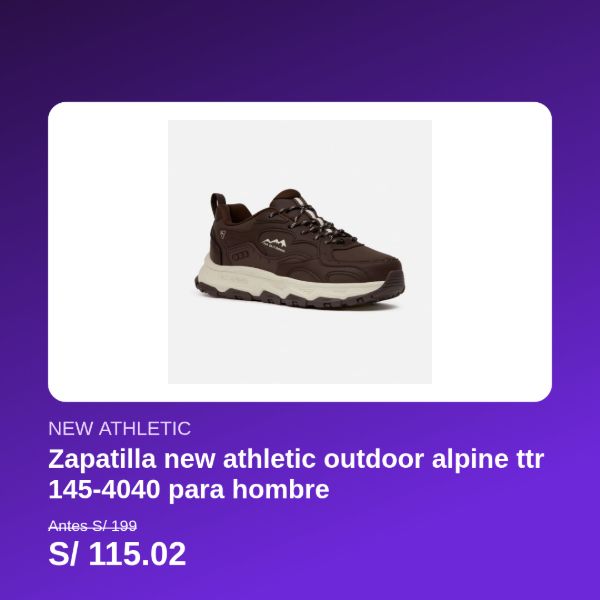 NEW ATHLETIC
Zapatilla new athletic outdoor alpine ttr
145-4040 para hombre
Antes S/ 199
S/ 115.02